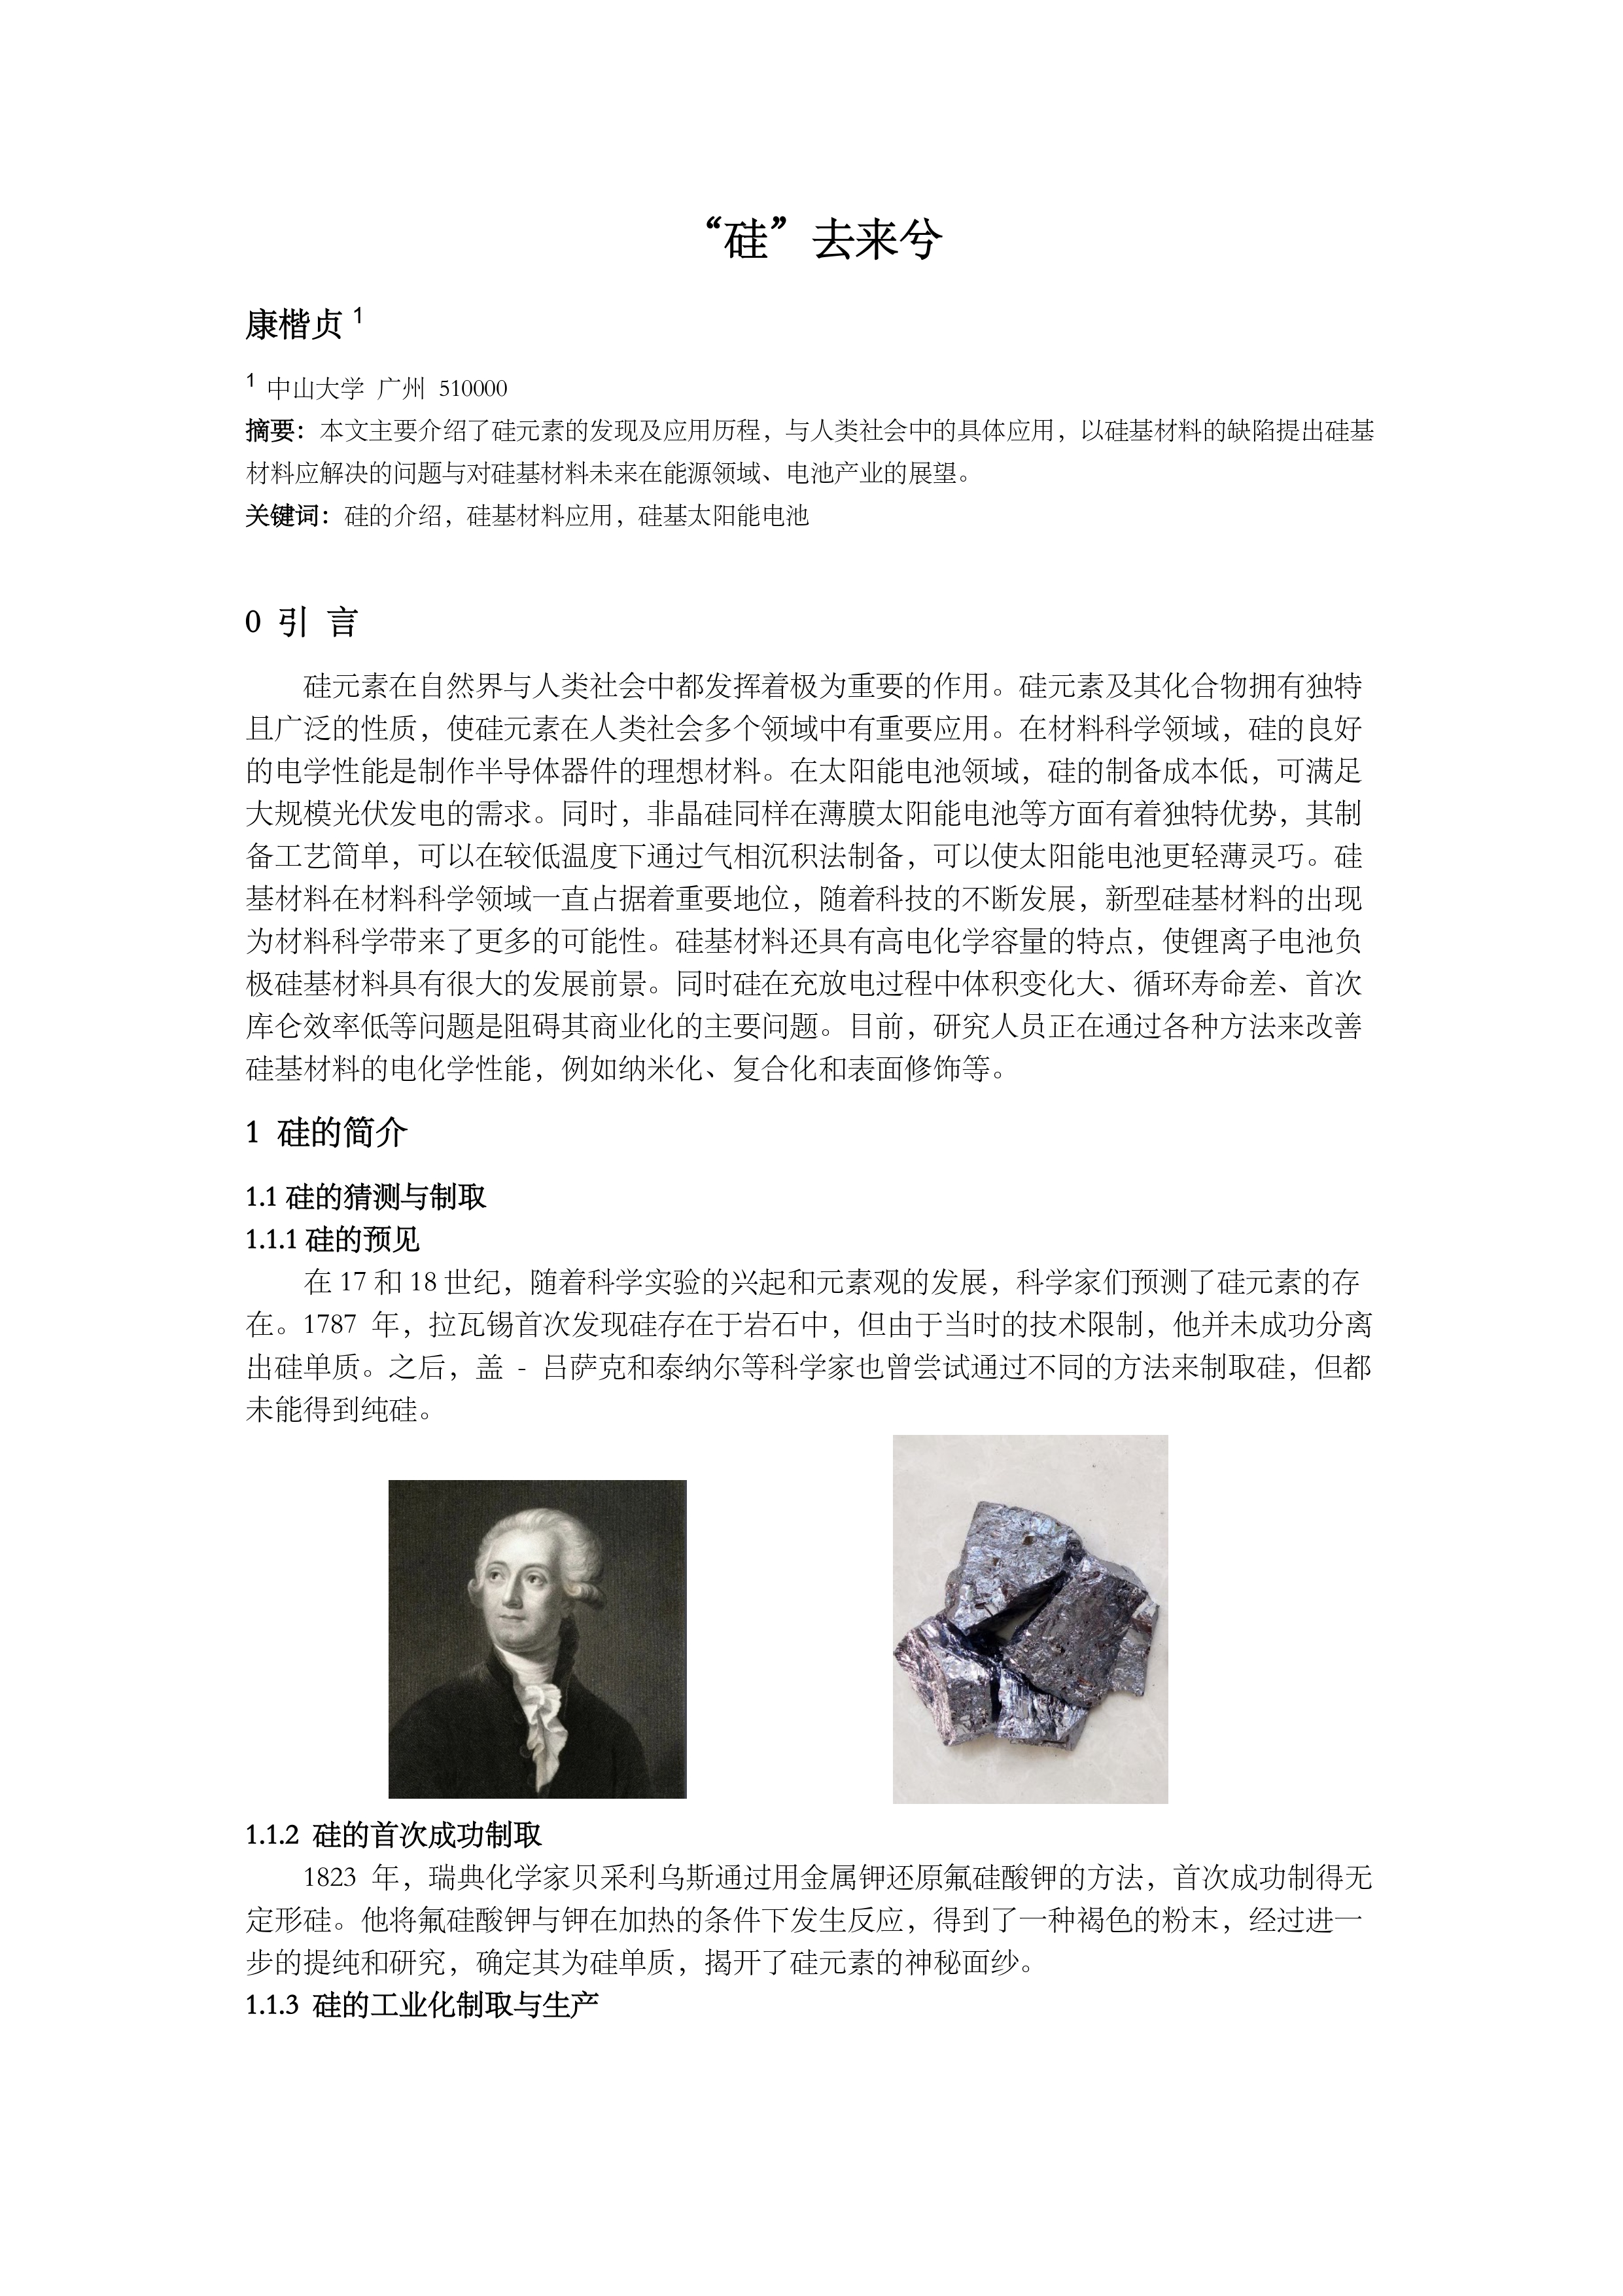 “硅”去来兮
康楷贞 1
1 中山大学 广州 510000
摘要：本文主要介绍了硅元素的发现及应用历程，与人类社会中的具体应用，以硅基材料的缺陷提出硅基
材料应解决的问题与对硅基材料未来在能源领域、电池产业的展望。
关键词：硅的介绍，硅基材料应用，硅基太阳能电池
0 引 言
硅元素在自然界与人类社会中都发挥着极为重要的作用。硅元素及其化合物拥有独特
且广泛的性质，使硅元素在人类社会多个领域中有重要应用。在材料科学领域，硅的良好
的电学性能是制作半导体器件的理想材料。在太阳能电池领域，硅的制备成本低，可满足
大规模光伏发电的需求。同时，非晶硅同样在薄膜太阳能电池等方面有着独特优势，其制
备工艺简单，可以在较低温度下通过气相沉积法制备，可以使太阳能电池更轻薄灵巧。硅
基材料在材料科学领域一直占据着重要地位，随着科技的不断发展，新型硅基材料的出现
为材料科学带来了更多的可能性。硅基材料还具有高电化学容量的特点，使锂离子电池负
极硅基材料具有很大的发展前景。同时硅在充放电过程中体积变化大、循环寿命差、首次
库仑效率低等问题是阻碍其商业化的主要问题。目前，研究人员正在通过各种方法来改善
硅基材料的电化学性能，例如纳米化、复合化和表面修饰等。
1 硅的简介
1.1 硅的猜测与制取
1.1.1 硅的预见
在 17 和 18 世纪，随着科学实验的兴起和元素观的发展，科学家们预测了硅元素的存
在。1787 年，拉瓦锡首次发现硅存在于岩石中，但由于当时的技术限制，他并未成功分离
出硅单质。之后，盖 - 吕萨克和泰纳尔等科学家也曾尝试通过不同的方法来制取硅，但都
未能得到纯硅。
1.1.2 硅的首次成功制取
1823 年，瑞典化学家贝采利乌斯通过用金属钾还原氟硅酸钾的方法，首次成功制得无
定形硅。他将氟硅酸钾与钾在加热的条件下发生反应，得到了一种褐色的粉末，经过进一
步的提纯和研究，确定其为硅单质，揭开了硅元素的神秘面纱。
1.1.3 硅的工业化制取与生产